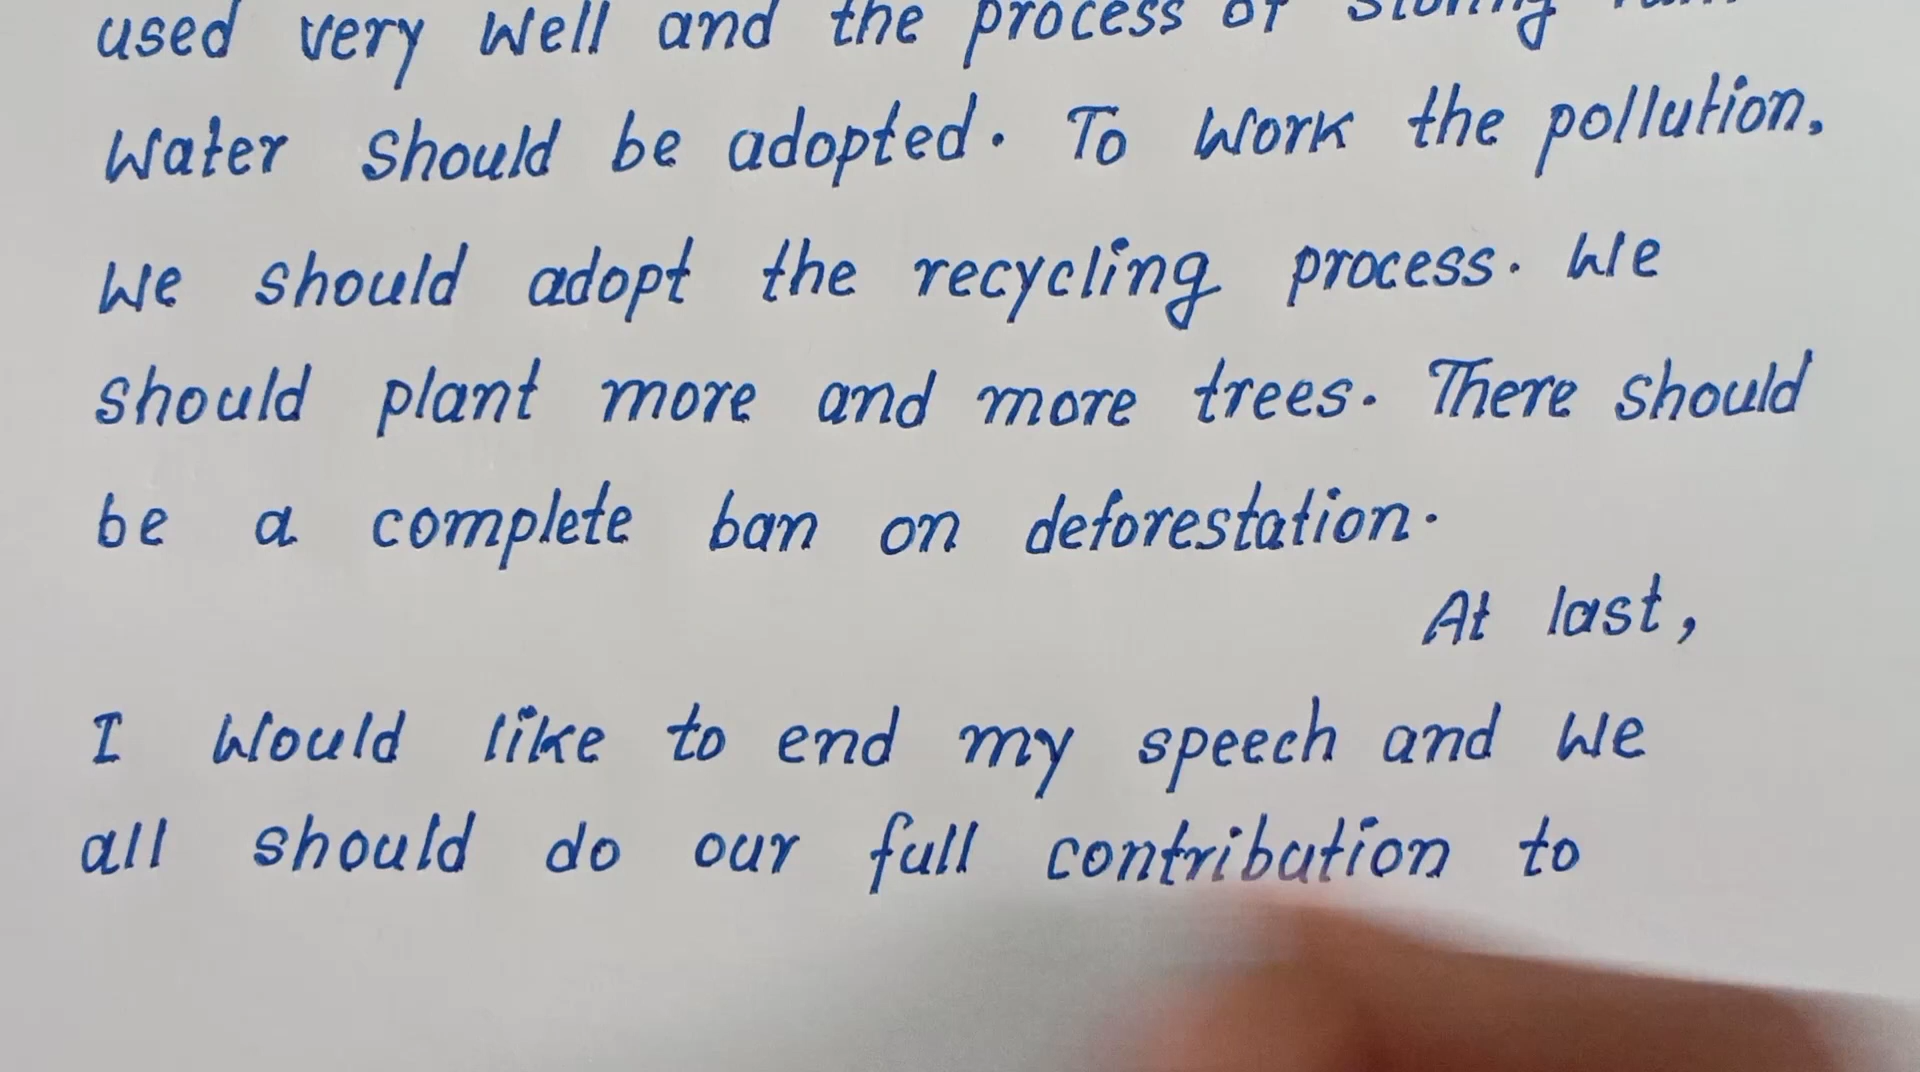 used very well and the process of storing rain
Water should be adopted. To Work the pollution.
We should adopt the recycling process. We
should plant more and more trees. There should
be a complete ban on deforestation.
At last,
I Would like to end my speech and We
all should do our full contribution to